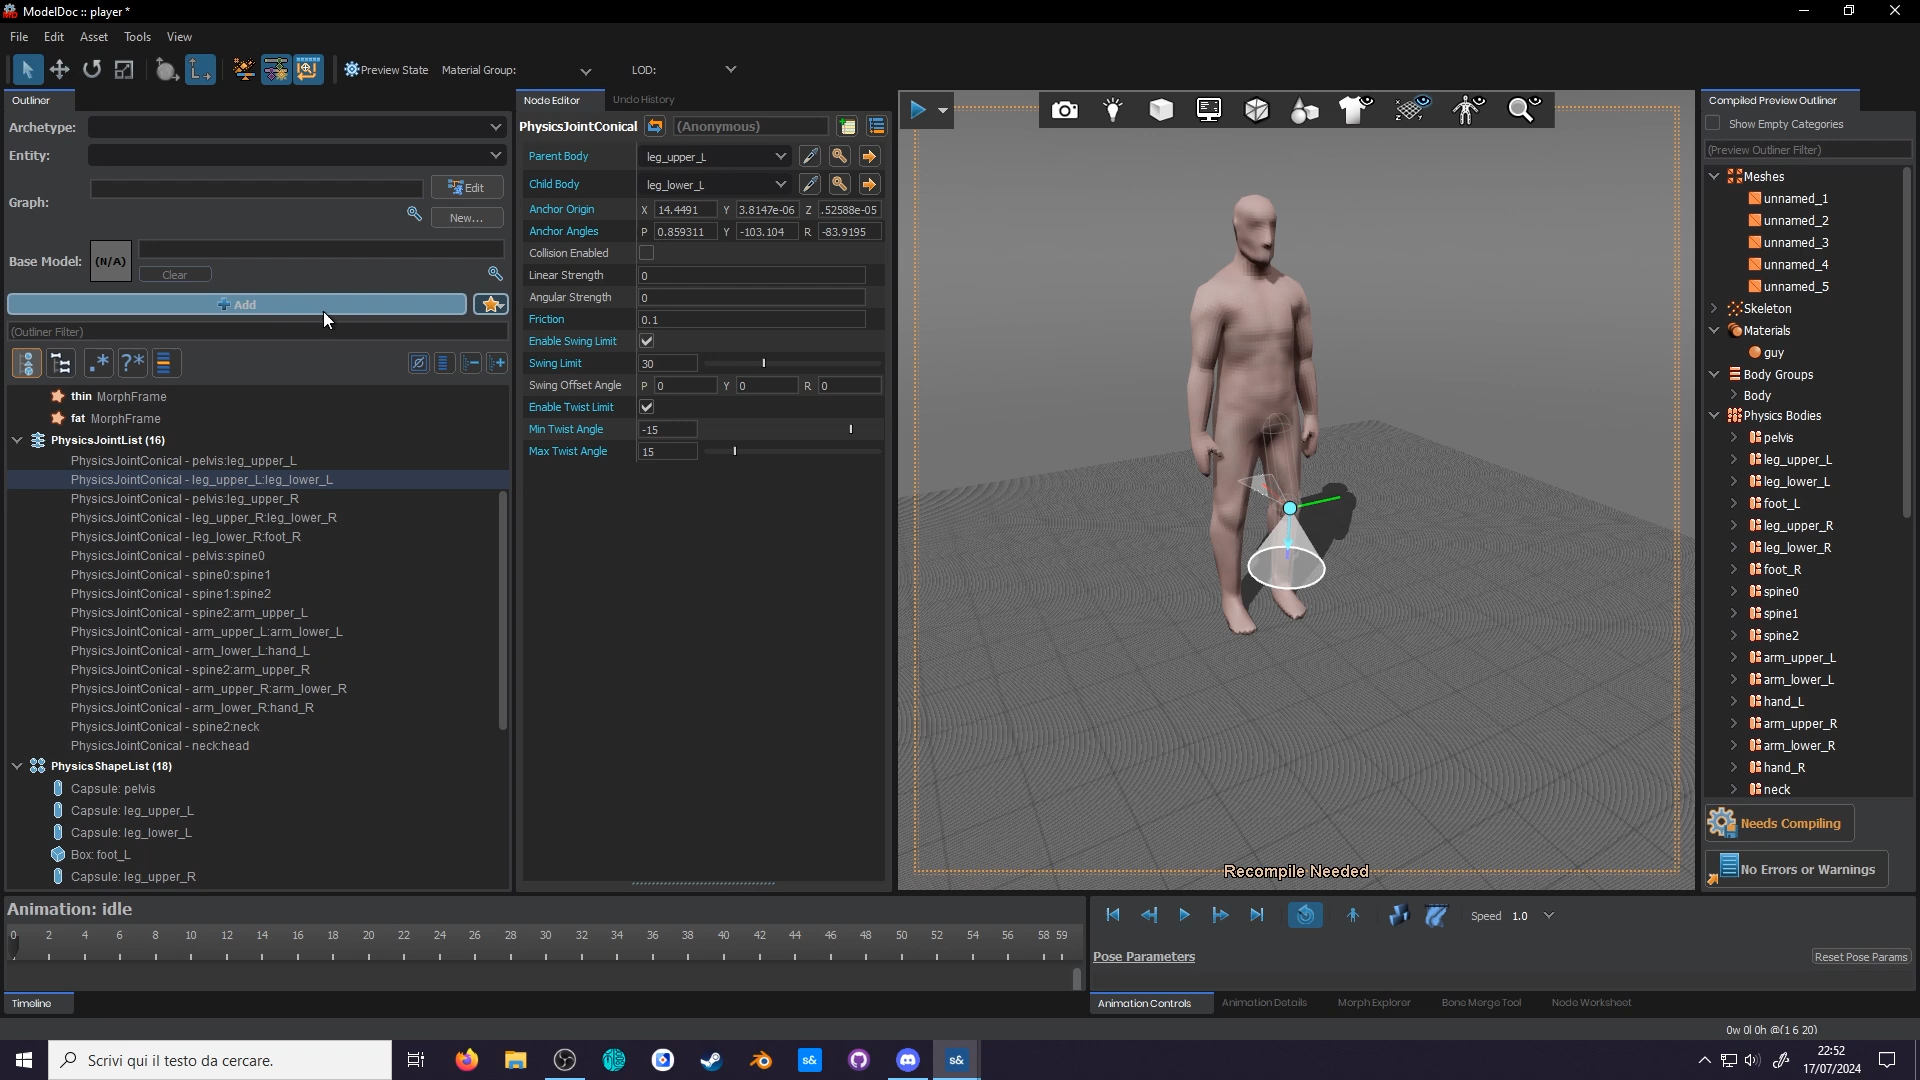 ModelDoc :: player *
File Edit Asset Tools View
Preview State Material Group: LOD:
Outliner
Archetype:
Entity:
Graph:
Edit
New...
Base Model: (N/A)
Clear
Add
(Outliner Filter)
.* ?*
thin MorphFrame
fat MorphFrame
PhysicsJointList (16)
PhysicsJointConical - pelvis:leg_upper_L
PhysicsJointConical - leg_upper_L:leg_lower_L
PhysicsJointConical - pelvis:leg_upper_R
PhysicsJointConical - leg_upper_R:leg_lower_R
PhysicsJointConical - leg_lower_R:foot_R
PhysicsJointConical - pelvis:spine0
PhysicsJointConical - spine0:spine1
PhysicsJointConical - spine1:spine2
PhysicsJointConical - spine2:arm_upper_L
PhysicsJointConical - arm_upper_L:arm_lower_L
PhysicsJointConical - arm_lower_L:hand_L
PhysicsJointConical - spine2:arm_upper_R
PhysicsJointConical - arm_upper_R:arm_lower_R
PhysicsJointConical - arm_lower_R:hand_R
PhysicsJointConical - spine2:neck
PhysicsJointConical - neck:head
PhysicsShapeList (18)
Capsule: pelvis
Capsule: leg_upper_L
Capsule: leg_lower_L
Box: foot_L
Capsule: leg_upper_R
Node Editor Undo History
PhysicsJointConical (Anonymous)
Parent Body leg_upper_L
Child Body leg_lower_L
Anchor Origin X 14.4491 Y 3.8147e-06 Z .52588e-05
Anchor Angles P 0.859311 Y -103.104 R -83.9195
Collision Enabled
Linear Strength 0
Angular Strength 0
Friction 0.1
Enable Swing Limit
Swing Limit 30
Swing Offset Angle P 0 Y 0 R 0
Enable Twist Limit
Min Twist Angle -15
Max Twist Angle 15
Recompile Needed
Compiled Preview Outliner
Show Empty Categories
(Preview Outliner Filter)
Meshes
unnamed_1
unnamed_2
unnamed_3
unnamed_4
unnamed_5
Skeleton
Materials
guy
Body Groups
Body
Physics Bodies
pelvis
leg_upper_L
leg_lower_L
foot_L
leg_upper_R
leg_lower_R
foot_R
spine0
spine1
spine2
arm_upper_L
arm_lower_L
hand_L
arm_upper_R
arm_lower_R
hand_R
neck
Needs Compiling
No Errors or Warnings
Animation: idle
0 2 4 6 8 10 12 14 16 18 20 22 24 26 28 30 32 34 36 38 40 42 44 46 48 50 52 54 56 58 59
Timeline
Speed 1.0
Pose Parameters
Reset Pose Params
Animation Controls Animation Details Morph Explorer Bone Merge Tool Node Worksheet
0w 0l 0h @(1 6 20)
Scrivi qui il testo da cercare.
s& s&
22:52
17/07/2024